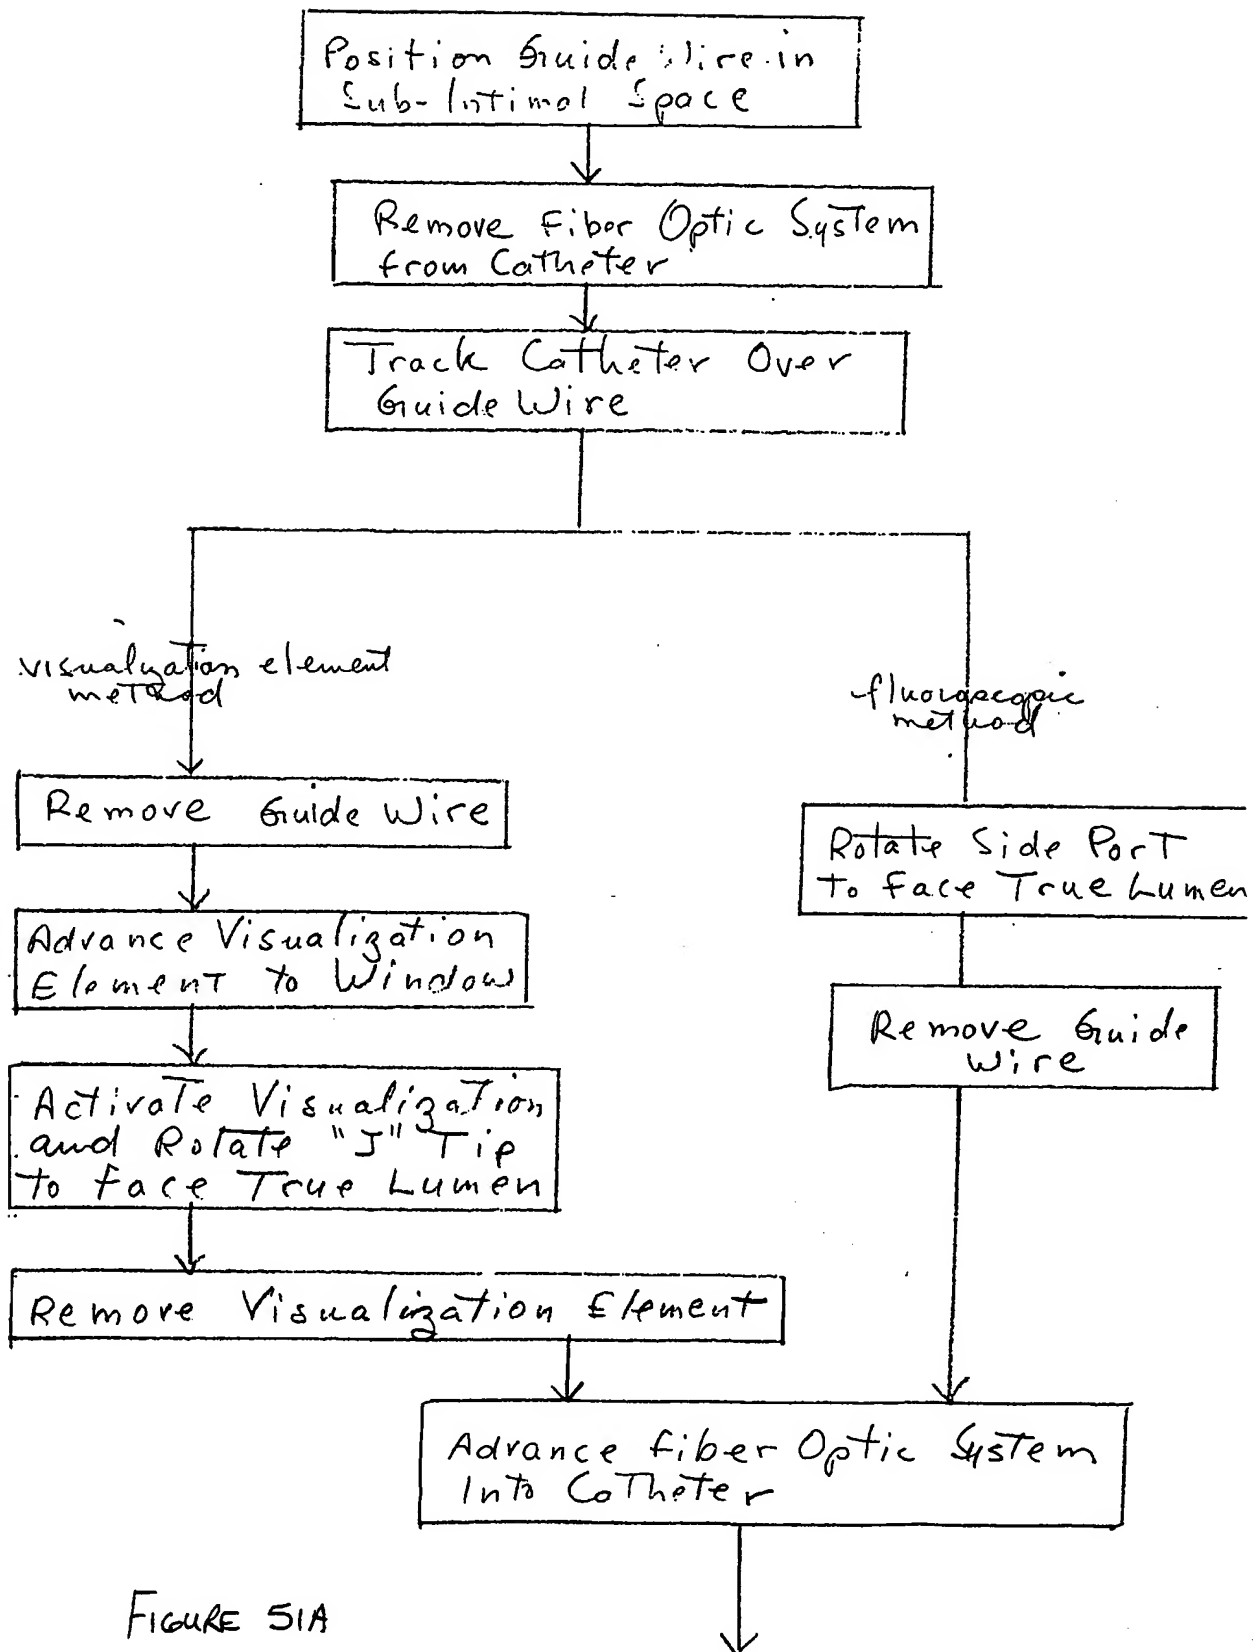 Position Guide Wire in
Sub-Intimal Space
Remove Fiber Optic System
from Catheter
Track Catheter Over
Guide Wire
visualization element
method
Remove Guide Wire
Advance Visualization
Element to Window
Activate Visualization
and Rotate "J" Tip
to Face True Lumen
Remove Visualization Element
fluoroscopic
method
Rotate Side Port
to Face True Lumen
Remove Guide
Wire
Advance Fiber Optic System
Into Catheter
FIGURE 51A